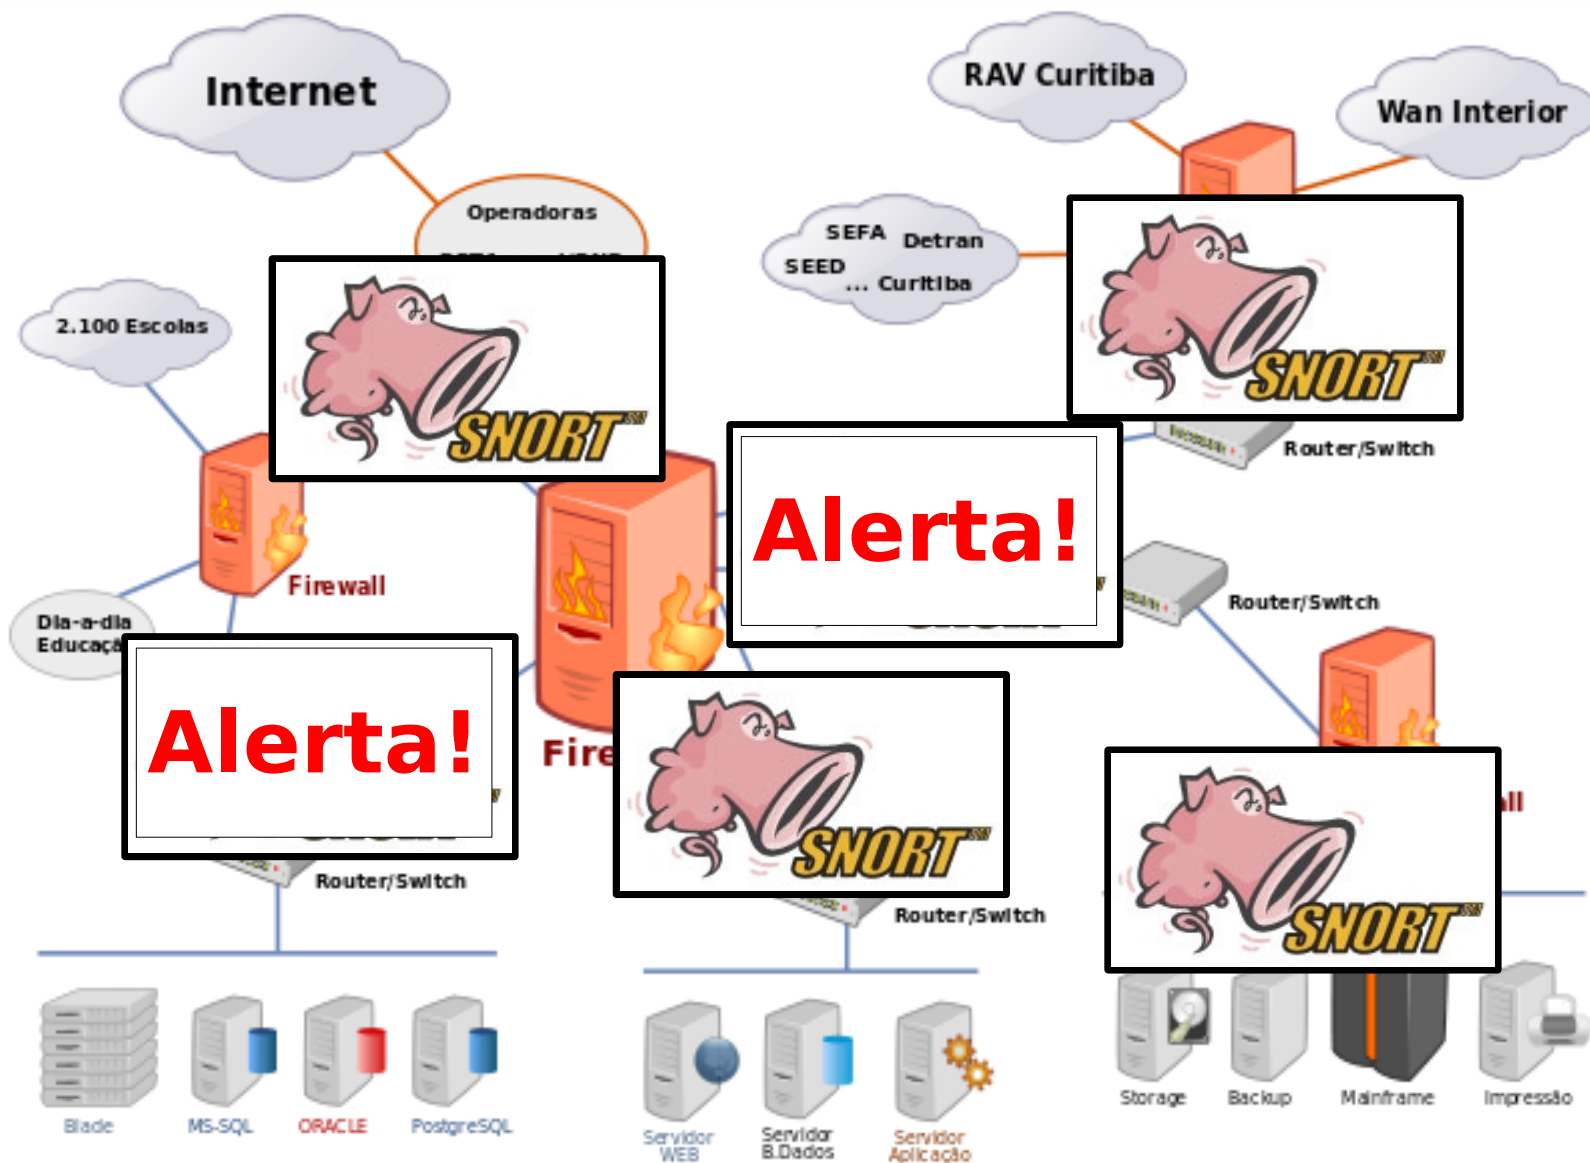 Internet
RAV Curitiba
Wan Interior
Operadoras
SEFA
Detran
SEED
... Curitiba
2.100 Escolas
SNORT
SNORT
Router/Switch
Alerta!
Firewall
Router/Switch
Dia-a-dia
Educaçã
Alerta!
Fire
SNORT
SNORT
all
Router/Switch
Router/Switch
Storage
Backup
Mainframe
Impressão
Blade
MS-SQL
ORACLE
PostgreSQL
Servidor
WEB
Servidor
B.Dados
Servidor
Aplicação